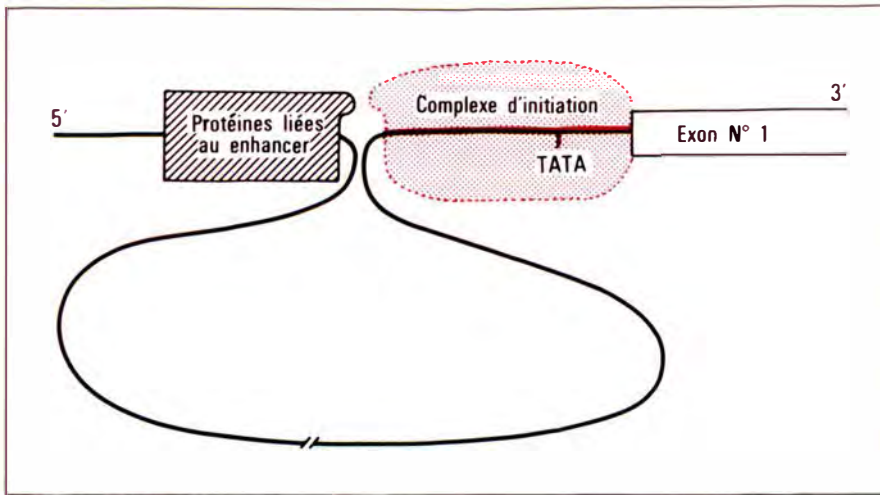 5′
Protéines liées
au enhancer
Complexe d'initiation
TATA
3′
Exon N° 1